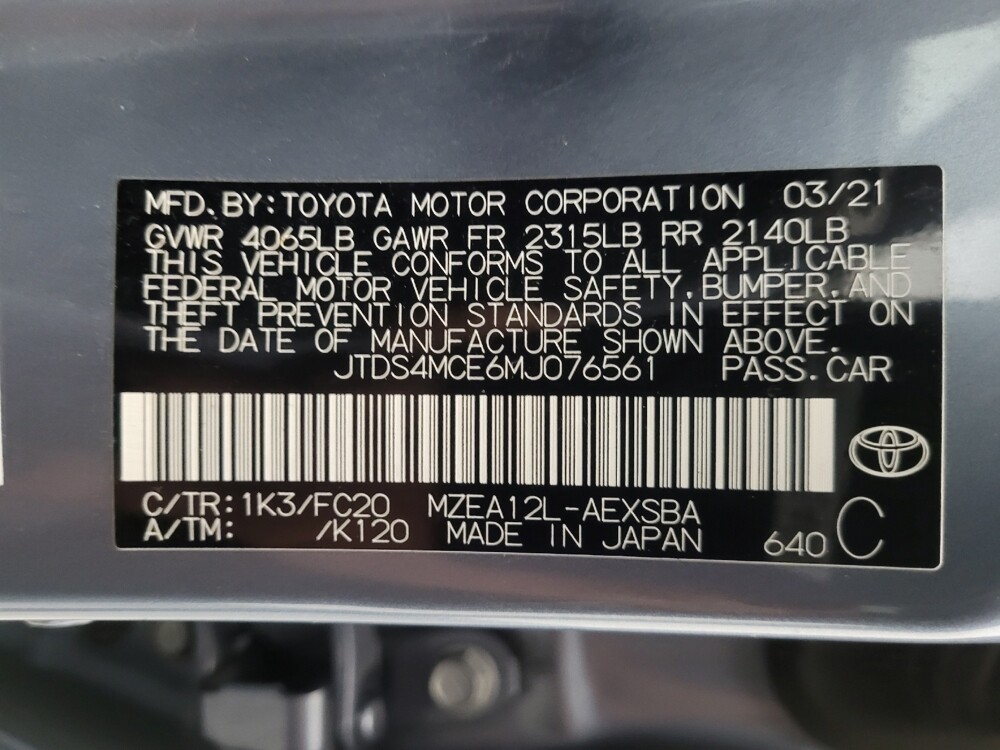 MFD. BY: TOYOTA MOTOR CORPORATION 03/21
GVWR 4065LB GAWR FR 2315LB RR 2140LB
THIS VEHICLE CONFORMS TO ALL APPLICABLE
FEDERAL MOTOR VEHICLE SAFETY, BUMPER, AND
THEFT PREVENTION STANDARDS IN EFFECT ON
THE DATE OF MANUFACTURE SHOWN ABOVE.
JTDS4MCE6MJ076561 PASS. CAR
C/TR: 1K3/FC20 MZEA12L-AEXSBA
A/TM: /K120 MADE IN JAPAN 640 C